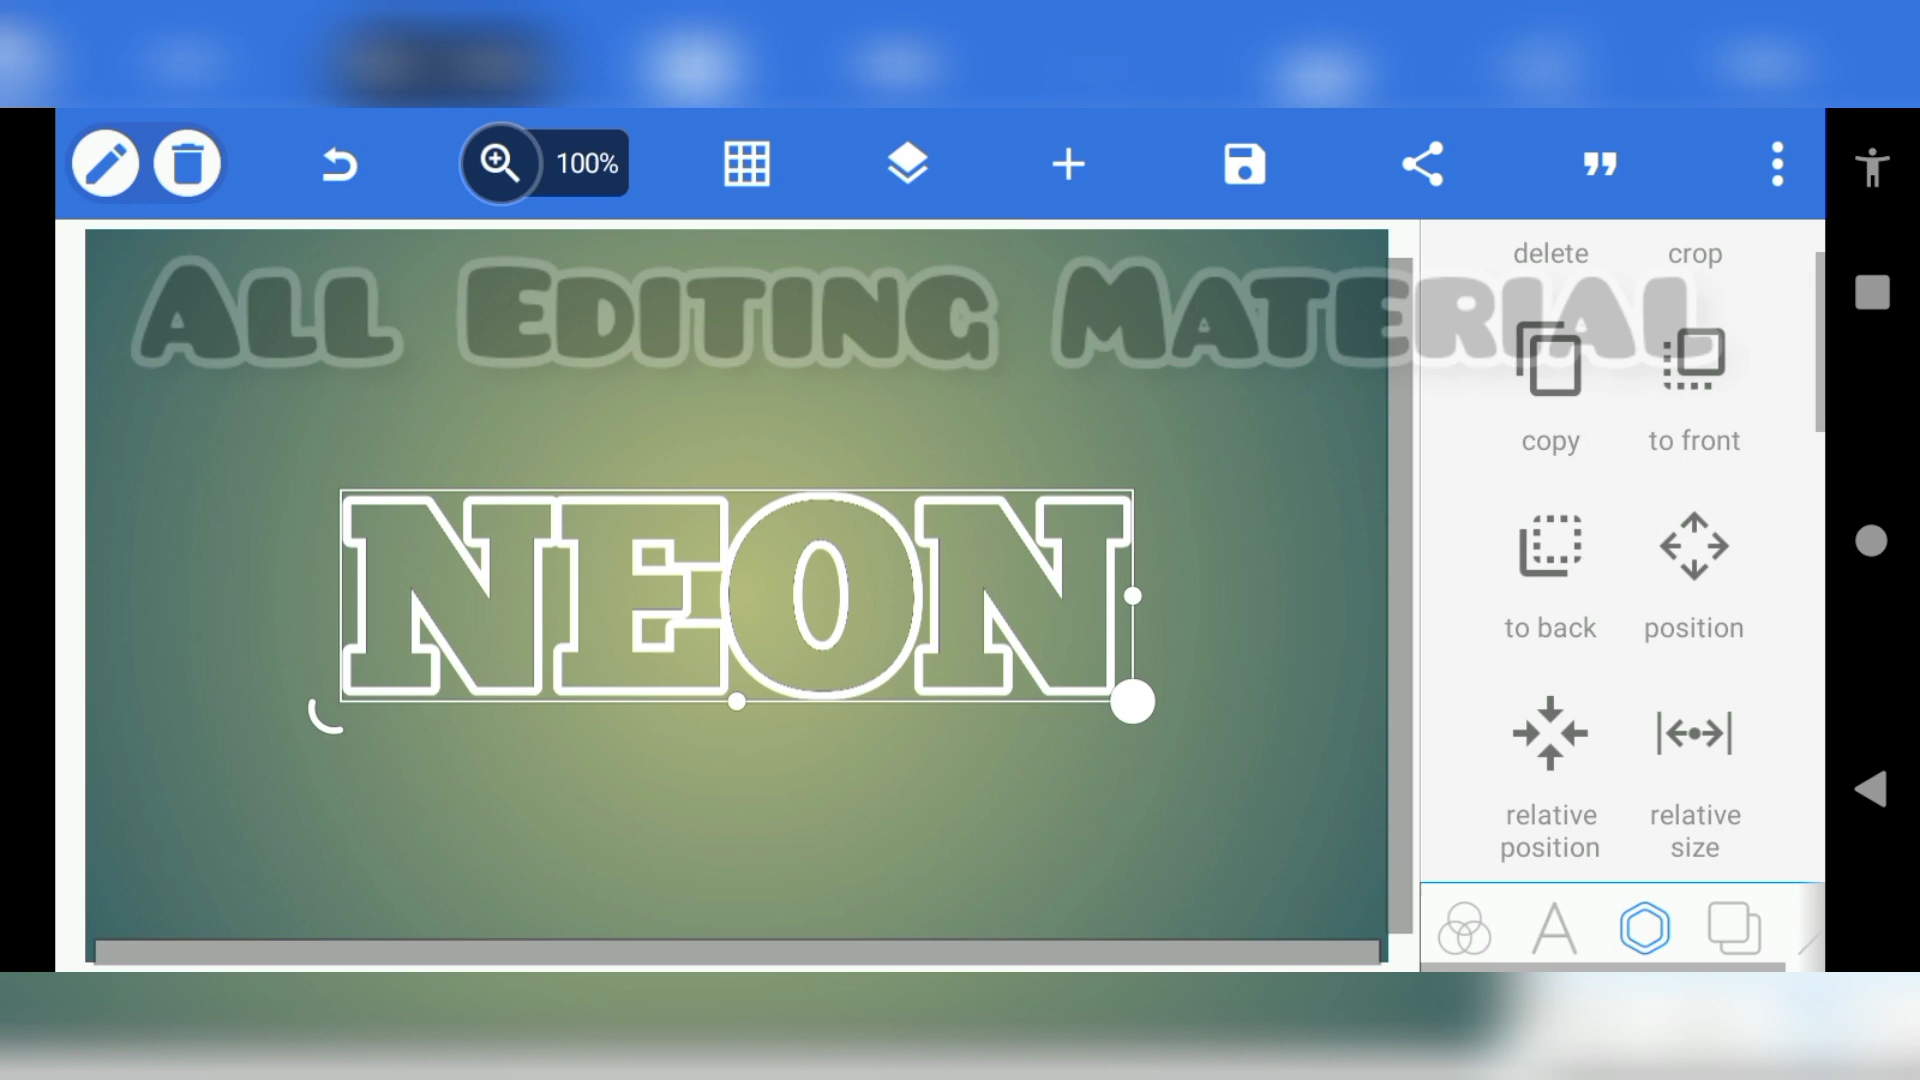 100%
All Editing Material
NEON
delete
crop
copy
to front
to back
position
relative
position
relative
size